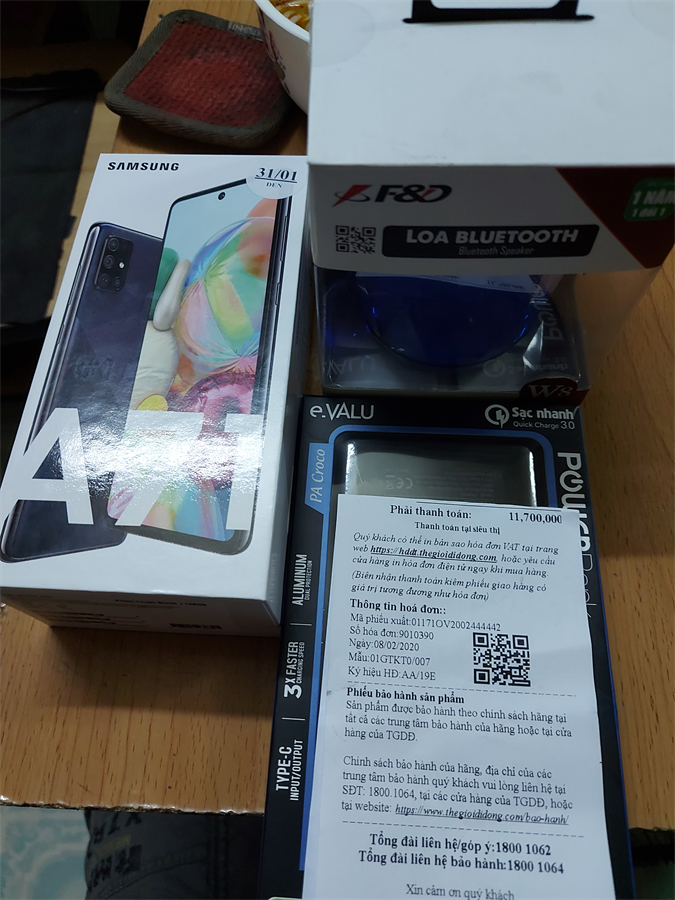 SAMSUNG
31/01
ĐEN
A71
F&D
LOA BLUETOOTH
Bluetooth Speaker
1 NĂM
1 ĐỔI 1
W8
e.VALU
Sạc nhanh
Quick Charge 3.0
PA Croco
POWER
ALUMINUM
DUAL PROTECTION
3X FASTER
CHARGING SPEED
TYPE-C
INPUT/OUTPUT
Phải thanh toán: 11,700,000
Thanh toán tại siêu thị
Quý khách có thể in bản sao hóa đơn VAT tại trang
web https://hddt.thegioididong.com, hoặc yêu cầu
cửa hàng in hóa đơn điện tử ngay khi mua hàng.
(Biên nhận thanh toán kiêm phiếu giao hàng có
giá trị tương đương như hóa đơn)
Thông tin hoá đơn::
Mã phiếu xuất:01171OV2002444442
Số hóa đơn:9010390
Ngày:08/02/2020
Mẫu:01GTKT0/007
Ký hiệu HĐ:AA/19E
Phiếu bảo hành sản phẩm
Sản phẩm được bảo hành theo chính sách hãng tại
tất cả các trung tâm bảo hành của hãng hoặc tại cửa
hàng của TGDĐ.
Chính sách bảo hành của hãng, địa chỉ của các
trung tâm bảo hành quý khách vui lòng liên hệ tại
SĐT: 1800.1064, tại các cửa hàng của TGDĐ, hoặc
tại website: https://www.thegioididong.com/bao-hanh/
Tổng đài liên hệ/góp ý:1800 1062
Tổng đài liên hệ bảo hành:1800 1064
Xin cảm ơn quý khách